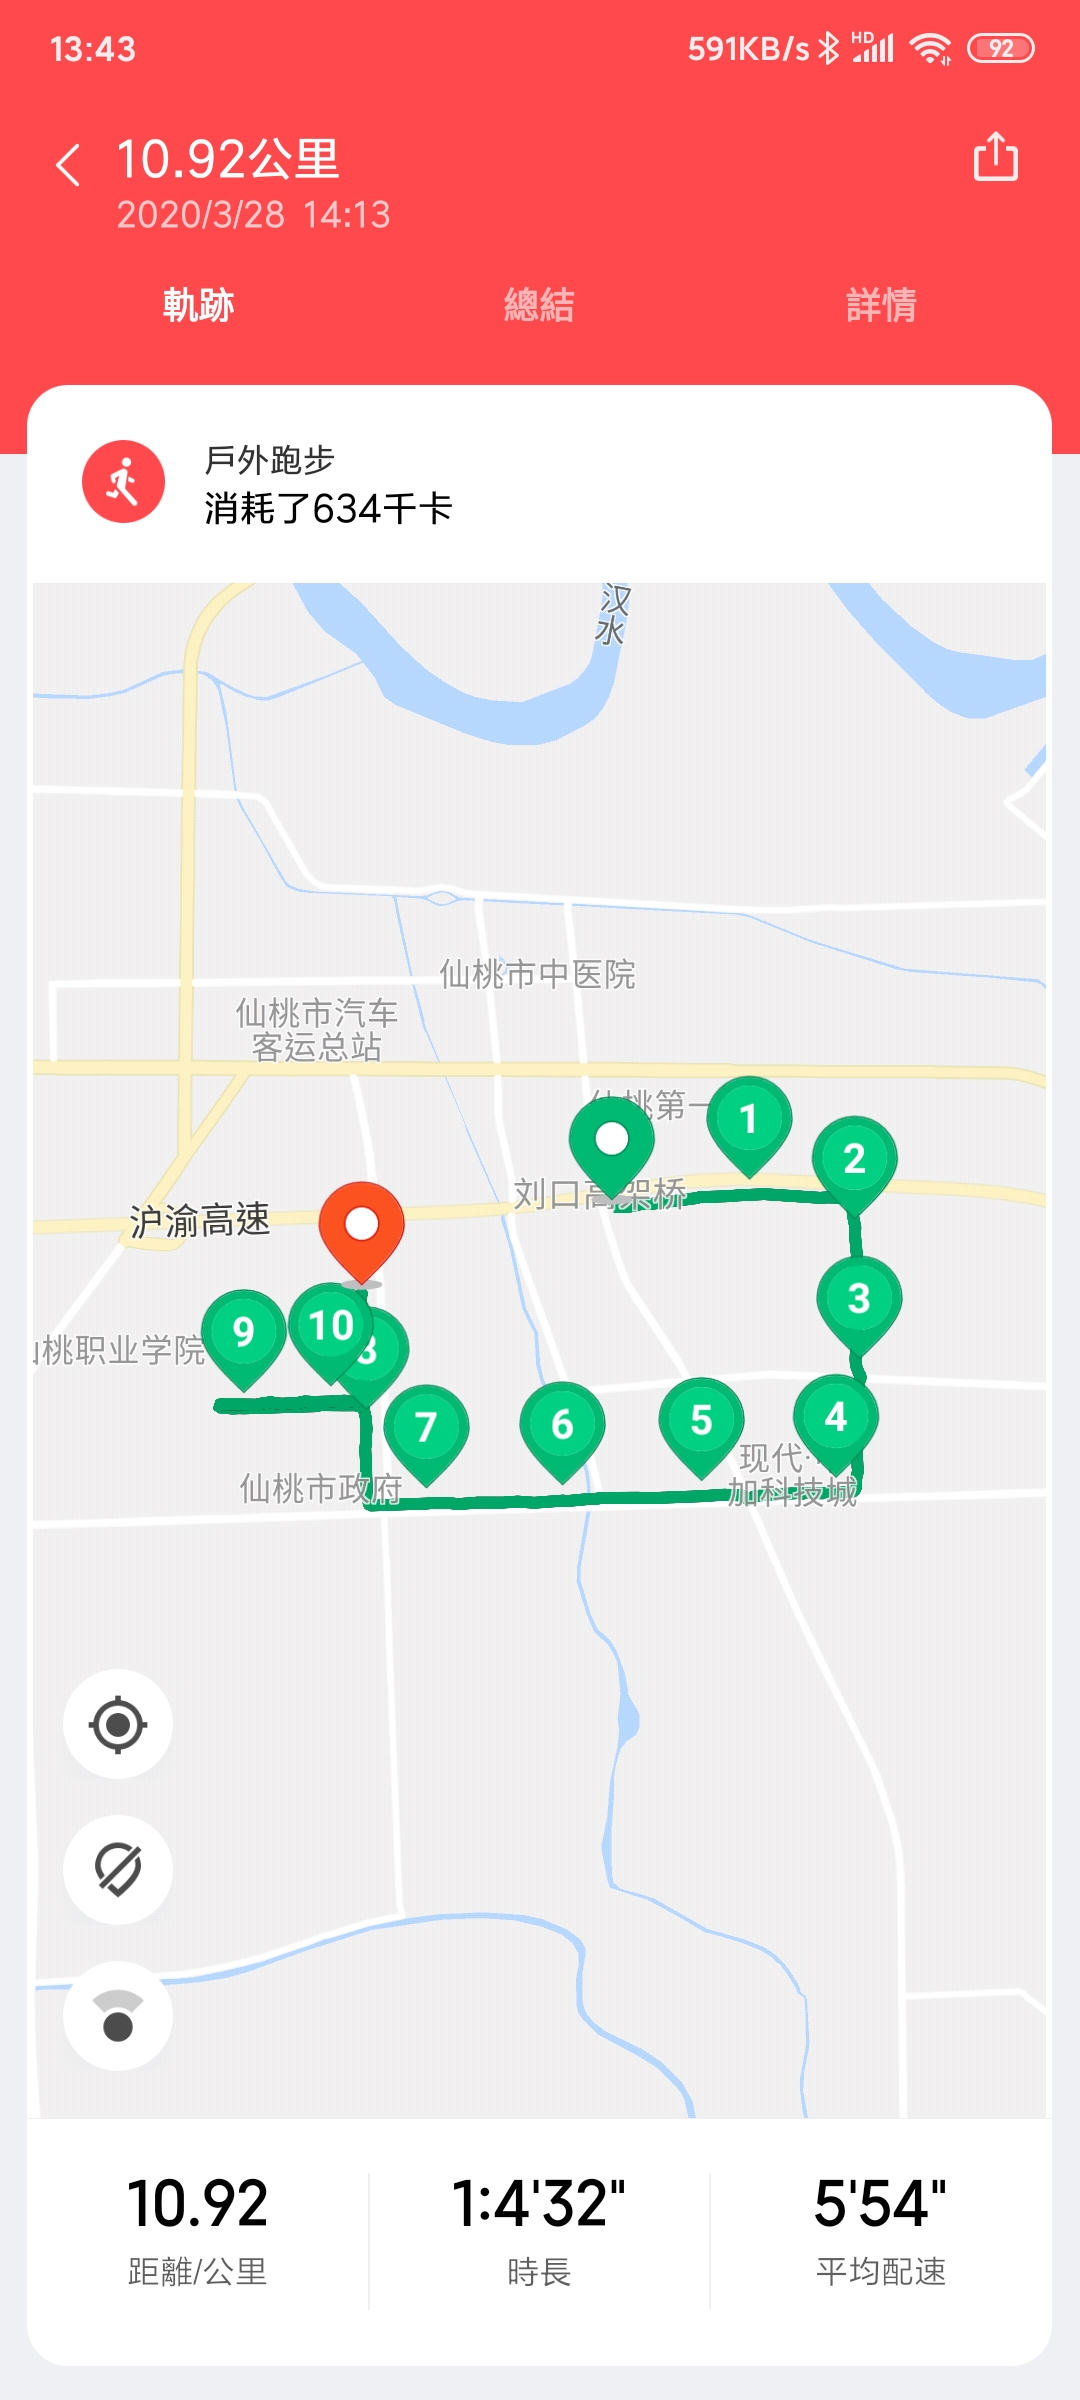 13:43
591KB/s HD 92
10.92公里
2020/3/28 14:13
軌跡
總結
詳情
戶外跑步
消耗了634千卡
汉水
仙桃市中医院
仙桃市汽车
客运总站
桃第一
1
2
刘口高架桥
沪渝高速
3
9
10
桃职业学院
7
6
5
4
现代·
加科技城
仙桃市政府
10.92
1:4'32"
5'54"
距離/公里
時長
平均配速